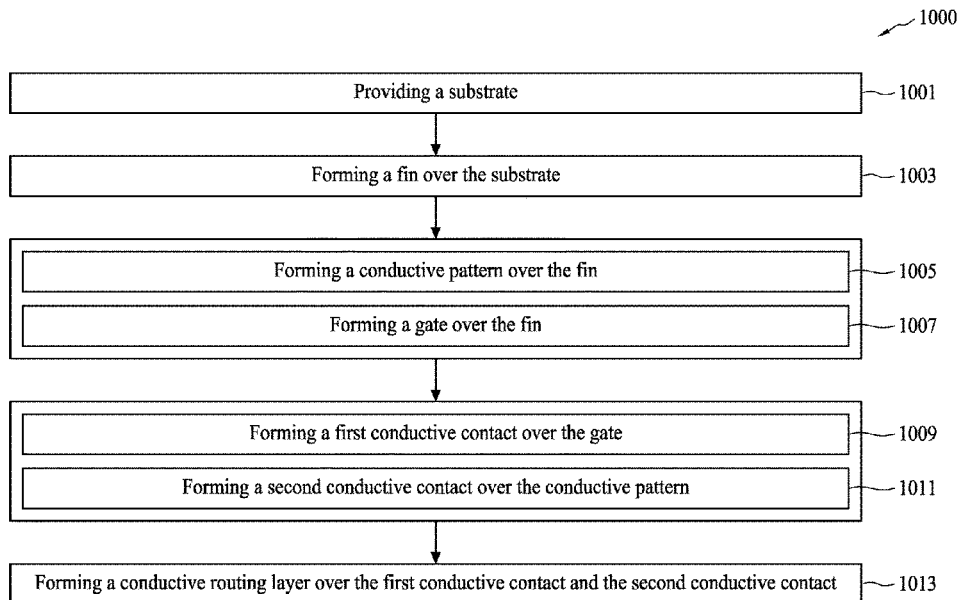 1000
Providing a substrate 1001
Forming a fin over the substrate 1003
Forming a conductive pattern over the fin 1005
Forming a gate over the fin 1007
Forming a first conductive contact over the gate 1009
Forming a second conductive contact over the conductive pattern 1011
Forming a conductive routing layer over the first conductive contact and the second conductive contact 1013